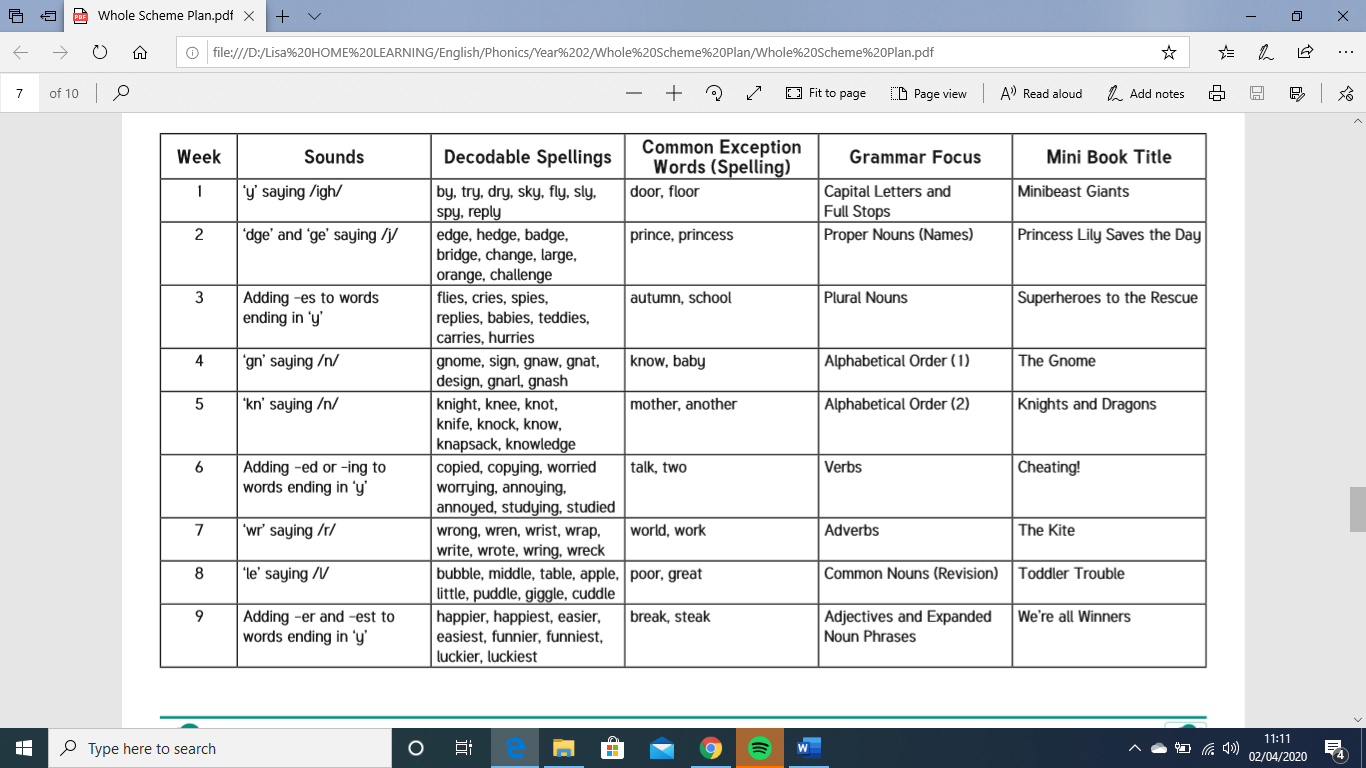 Whole Scheme Plan.pdf
file:///D:/Lisa%20HOME%20LEARNING/English/Phonics/Year%202/Whole%20Scheme%20Plan/Whole%20Scheme%20Plan.pdf
7 of 10 Fit to page Page view Read aloud Add notes
Week Sounds Decodable Spellings Common Exception Words (Spelling) Grammar Focus Mini Book Title
1 'y' saying /igh/ by, try, dry, sky, fly, sly, spy, reply door, floor Capital Letters and Full Stops Minibeast Giants
2 'dge' and 'ge' saying /j/ edge, hedge, badge, bridge, change, large, orange, challenge prince, princess Proper Nouns (Names) Princess Lily Saves the Day
3 Adding –es to words ending in 'y' flies, cries, spies, replies, babies, teddies, carries, hurries autumn, school Plural Nouns Superheroes to the Rescue
4 'gn' saying /n/ gnome, sign, gnaw, gnat, design, gnarl, gnash know, baby Alphabetical Order (1) The Gnome
5 'kn' saying /n/ knight, knee, knot, knife, knock, know, knapsack, knowledge mother, another Alphabetical Order (2) Knights and Dragons
6 Adding –ed or –ing to words ending in 'y' copied, copying, worried worrying, annoying, annoyed, studying, studied talk, two Verbs Cheating!
7 'wr' saying /r/ wrong, wren, wrist, wrap, write, wrote, wring, wreck world, work Adverbs The Kite
8 'le' saying /l/ bubble, middle, table, apple, little, puddle, giggle, cuddle poor, great Common Nouns (Revision) Toddler Trouble
9 Adding –er and –est to words ending in 'y' happier, happiest, easier, easiest, funnier, funniest, luckier, luckiest break, steak Adjectives and Expanded Noun Phrases We're all Winners
Type here to search
11:11
02/04/2020
4